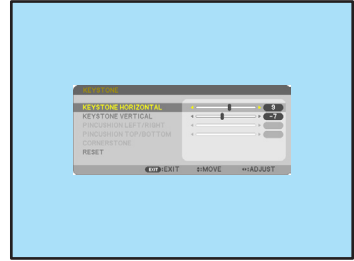 KEYSTONE
KEYSTONE HORIZONTAL 9
KEYSTONE VERTICAL -7
PINCUSHION LEFT/RIGHT
PINCUSHION TOP/BOTTOM
CORNERSTONE
RESET
EXIT :EXIT ↕:MOVE ↔:ADJUST